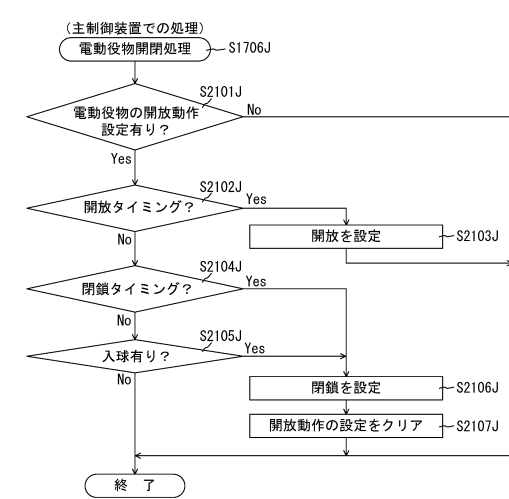 (主制御装置での処理)
電動役物開閉処理
S1706J
S2101J
電動役物の開放動作
設定有り?
No
Yes
S2102J
開放タイミング?
Yes
No
開放を設定
S2103J
S2104J
閉鎖タイミング?
Yes
No
S2105J
入球有り?
Yes
No
閉鎖を設定
S2106J
開放動作の設定をクリア
S2107J
終 了